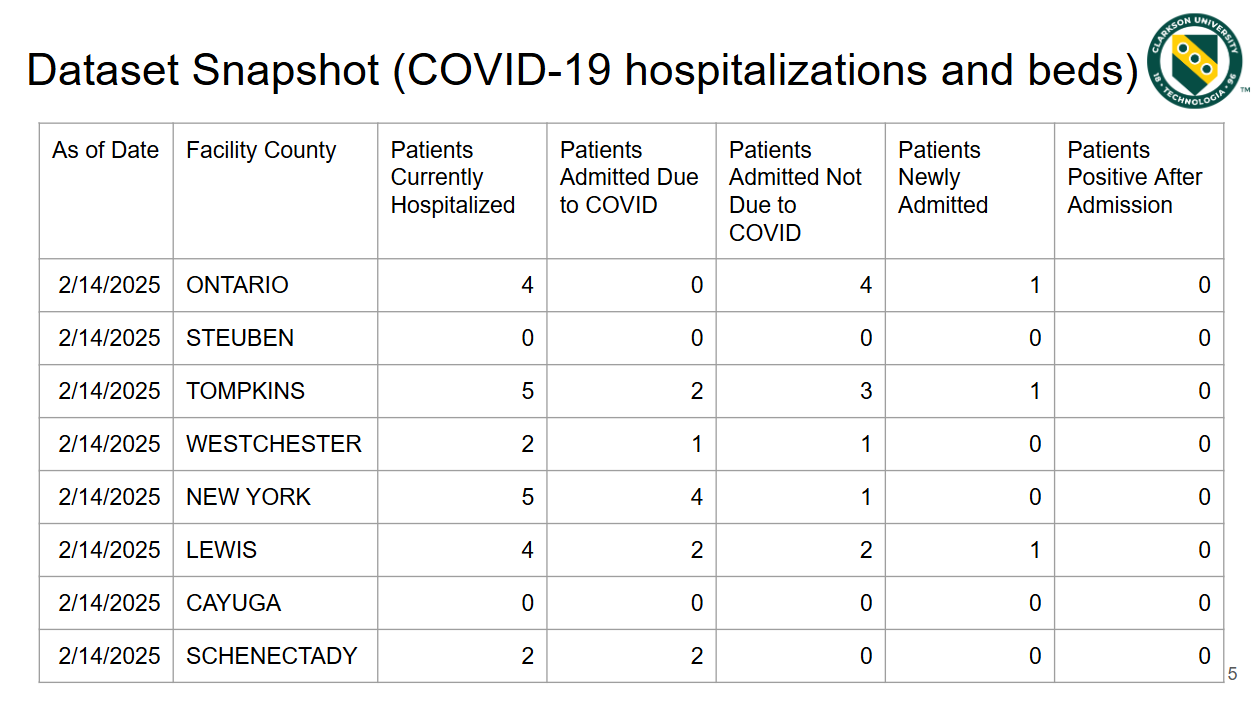 Dataset Snapshot (COVID-19 hospitalizations and beds)
CLARKSON UNIVERSITY
18 • TECHNOLOGIA • 96
TM
As of Date Facility County Patients Currently Hospitalized Patients Admitted Due to COVID Patients Admitted Not Due to COVID Patients Newly Admitted Patients Positive After Admission
2/14/2025 ONTARIO 4 0 4 1 0
2/14/2025 STEUBEN 0 0 0 0 0
2/14/2025 TOMPKINS 5 2 3 1 0
2/14/2025 WESTCHESTER 2 1 1 0 0
2/14/2025 NEW YORK 5 4 1 0 0
2/14/2025 LEWIS 4 2 2 1 0
2/14/2025 CAYUGA 0 0 0 0 0
2/14/2025 SCHENECTADY 2 2 0 0 0
5